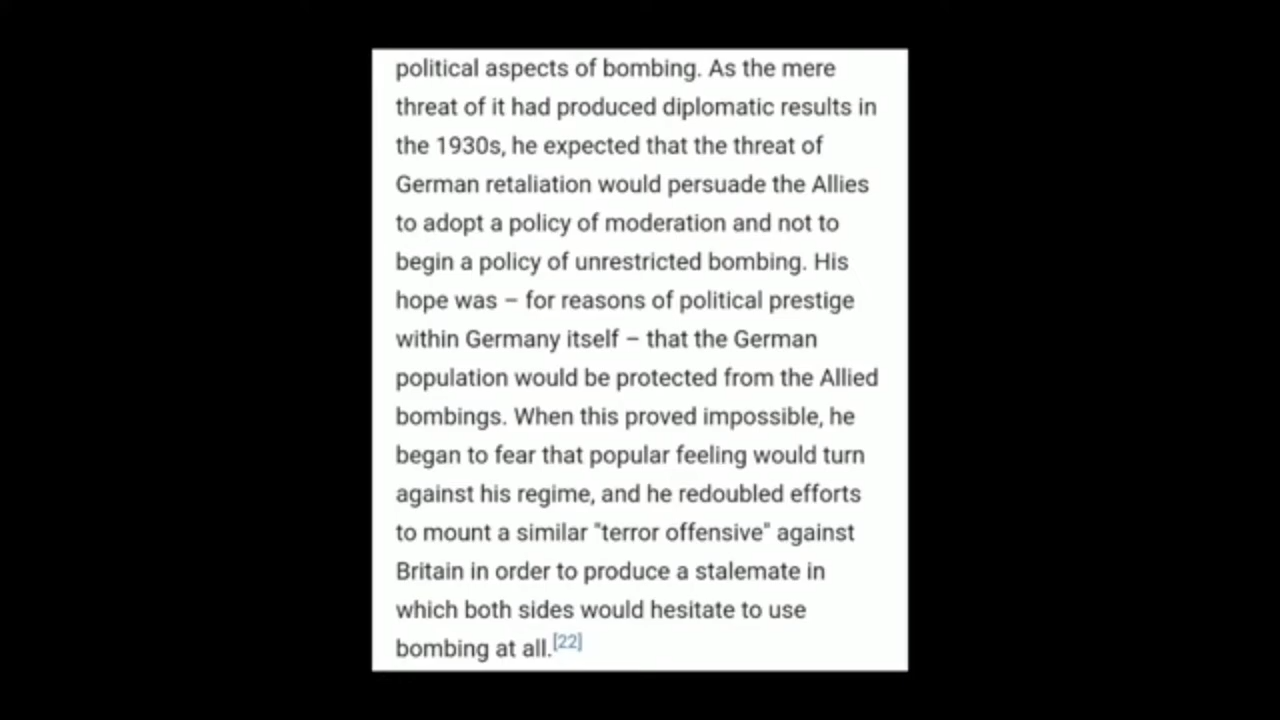 political aspects of bombing. As the mere
threat of it had produced diplomatic results in
the 1930s, he expected that the threat of
German retaliation would persuade the Allies
to adopt a policy of moderation and not to
begin a policy of unrestricted bombing. His
hope was – for reasons of political prestige
within Germany itself – that the German
population would be protected from the Allied
bombings. When this proved impossible, he
began to fear that popular feeling would turn
against his regime, and he redoubled efforts
to mount a similar "terror offensive" against
Britain in order to produce a stalemate in
which both sides would hesitate to use
bombing at all.[22]